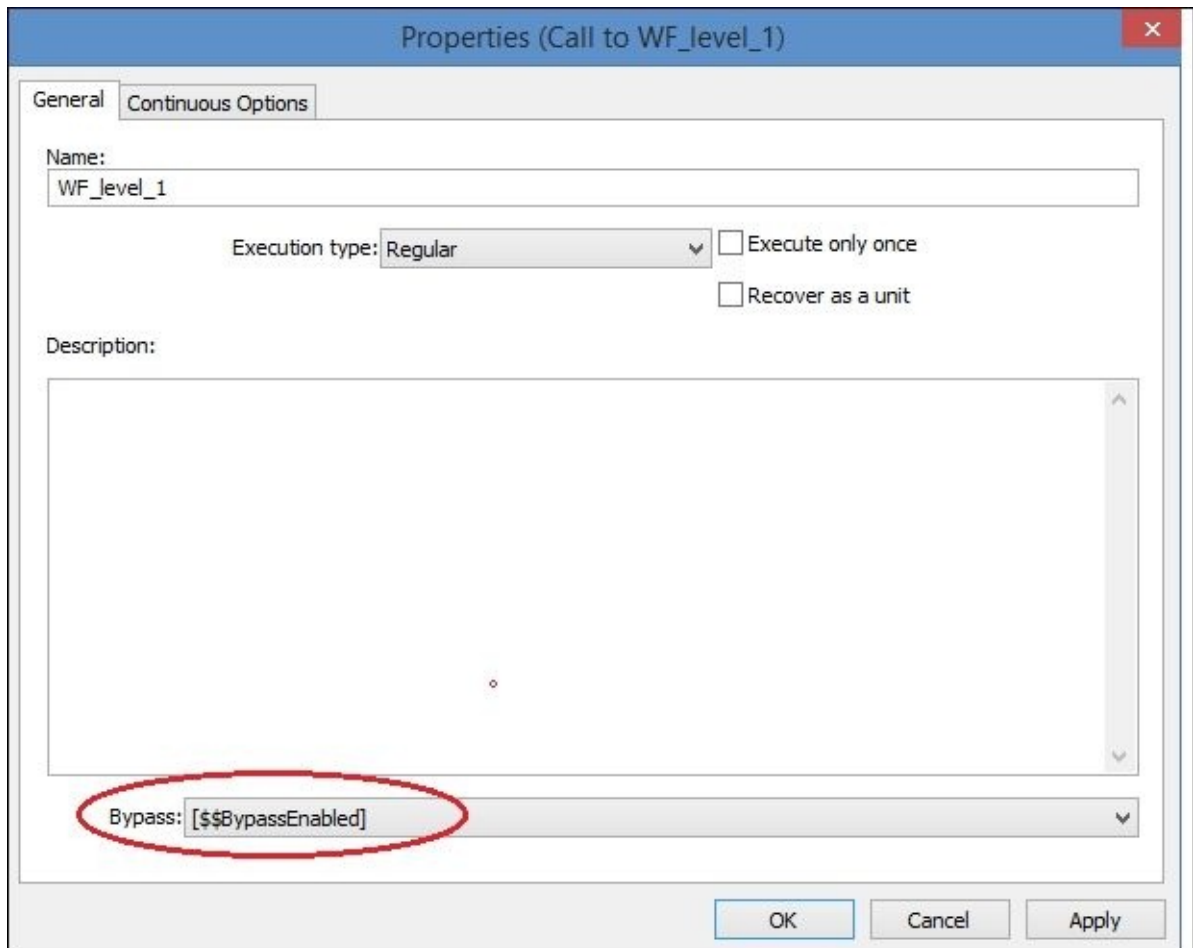 Properties (Call to WF_level_1)
General
Continuous Options
Name:
WF_level_1
Execution type: Regular
Execute only once
Recover as a unit
Description:
Bypass: [$$BypassEnabled]
OK
Cancel
Apply